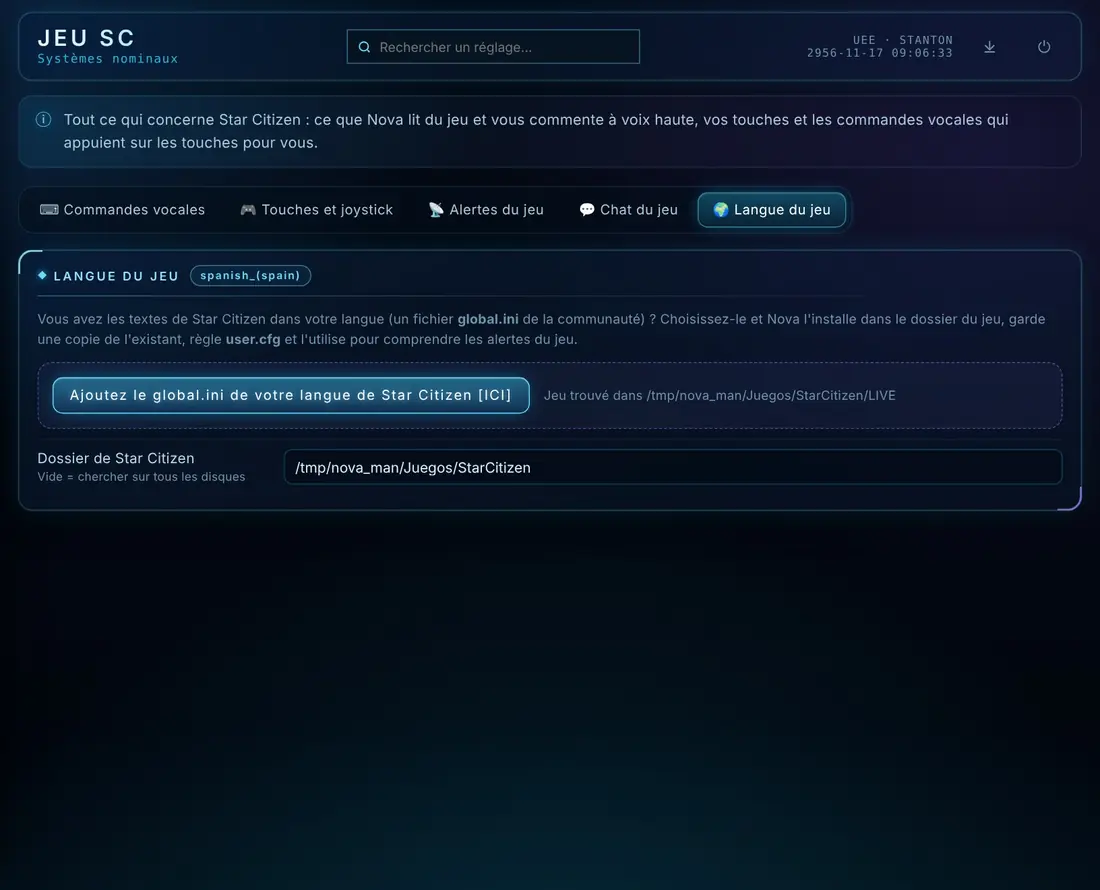 JEU SC
Systèmes nominaux
Rechercher un réglage...
UEE · STANTON
2956-11-17 09:06:33
Tout ce qui concerne Star Citizen : ce que Nova lit du jeu et vous commente à voix haute, vos touches et les commandes vocales qui
appuient sur les touches pour vous.
Commandes vocales
Touches et joystick
Alertes du jeu
Chat du jeu
Langue du jeu
LANGUE DU JEU
spanish_(spain)
Vous avez les textes de Star Citizen dans votre langue (un fichier global.ini de la communauté) ? Choisissez-le et Nova l'installe dans le dossier du jeu, garde
une copie de l'existant, règle user.cfg et l'utilise pour comprendre les alertes du jeu.
Ajoutez le global.ini de votre langue de Star Citizen [ICI]
Jeu trouvé dans /tmp/nova_man/Juegos/StarCitizen/LIVE
Dossier de Star Citizen
Vide = chercher sur tous les disques
/tmp/nova_man/Juegos/StarCitizen